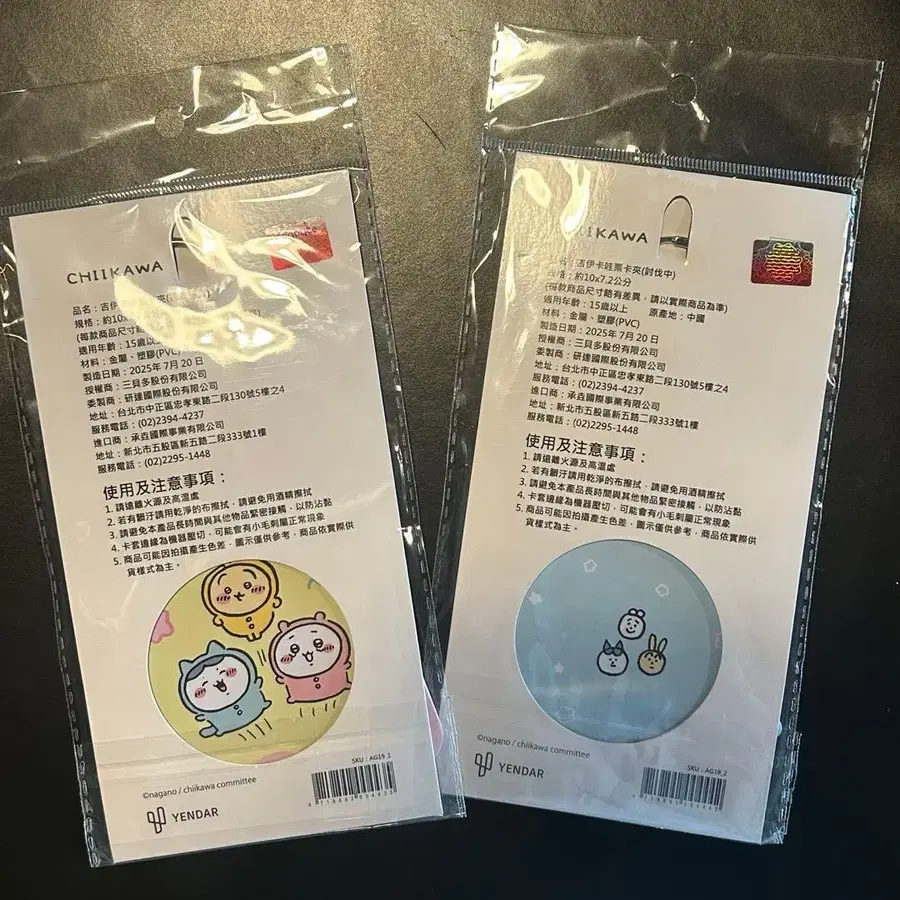 CHIIKAWA
品名:吉伊
規格:約10
(每款商品尺寸略
適用年齡:15歲以
材料:金屬、塑膠(PVC)
製造日期:2025年 7月 20 日
授權商:三貝多股份有限公司
委製商:研達國際股份有限公司
地址:台北市中正區忠孝東路二段130號5樓之4
服務電話:(02)2394-4237
進口商:承垚國際事業有限公司
地址:新北市五股區新五路二段333號1樓
服務電話:(02)2295-1448
使用及注意事項:
1. 請遠離火源及高溫處
2. 若有髒汙請用乾淨的布擦拭,請避免用酒精擦拭
3. 請避免本產品長時間與其他物品緊密接觸,以防沾黏
4. 卡套邊緣為機器壓切,可能會有小毛刺屬正常現象
5. 商品可能因拍攝產生色差,圖示僅供參考,商品依實際供
貨樣式為主。
©nagano / chiikawa committee
SKU:AG19_1
YENDAR
IIKAWA
吉伊卡哇票卡夾(討伐中)
規格:約10x7.2公分
(每款商品尺寸略有差異,請以實際商品為準)
適用年齡:15歲以上 原產地:中國
材料:金屬、塑膠(PVC)
製造日期:2025年 7月 20 日
授權商:三貝多股份有限公司
委製商:研達國際股份有限公司
地址:台北市中正區忠孝東路二段130號5樓之4
服務電話:(02)2394-4237
進口商:承垚國際事業有限公司
地址:新北市五股區新五路二段333號1樓
服務電話:(02)2295-1448
使用及注意事項:
1. 請遠離火源及高溫處
2. 若有髒汙請用乾淨的布擦拭,請避免用酒精擦拭
3. 請避免本產品長時間與其他物品緊密接觸,以防沾黏
4. 卡套邊緣為機器壓切,可能會有小毛刺屬正常現象
5. 商品可能因拍攝產生色差,圖示僅供參考,商品依實際供
貨樣式為主。
©nagano / chiikawa committee
SKU:AG19_2
YENDAR